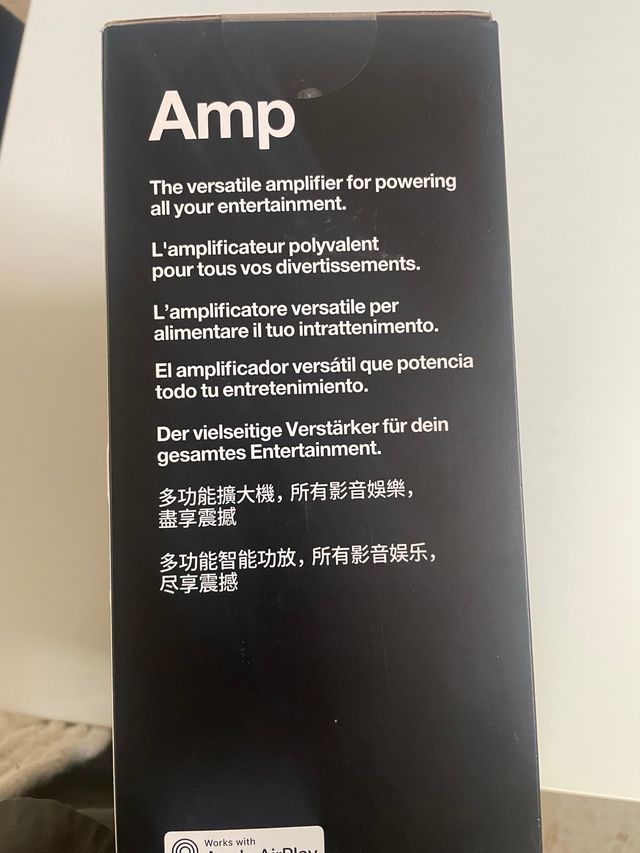 Amp
The versatile amplifier for powering
all your entertainment.
L'amplificateur polyvalent
pour tous vos divertissements.
L’amplificatore versatile per
alimentare il tuo intrattenimento.
El amplificador versátil que potencia
todo tu entretenimiento.
Der vielseitige Verstärker für dein
gesamtes Entertainment.
多功能擴大機，所有影音娛樂，
盡享震撼
多功能智能功放，所有影音娱乐，
尽享震撼
Works with
Apple AirPlay